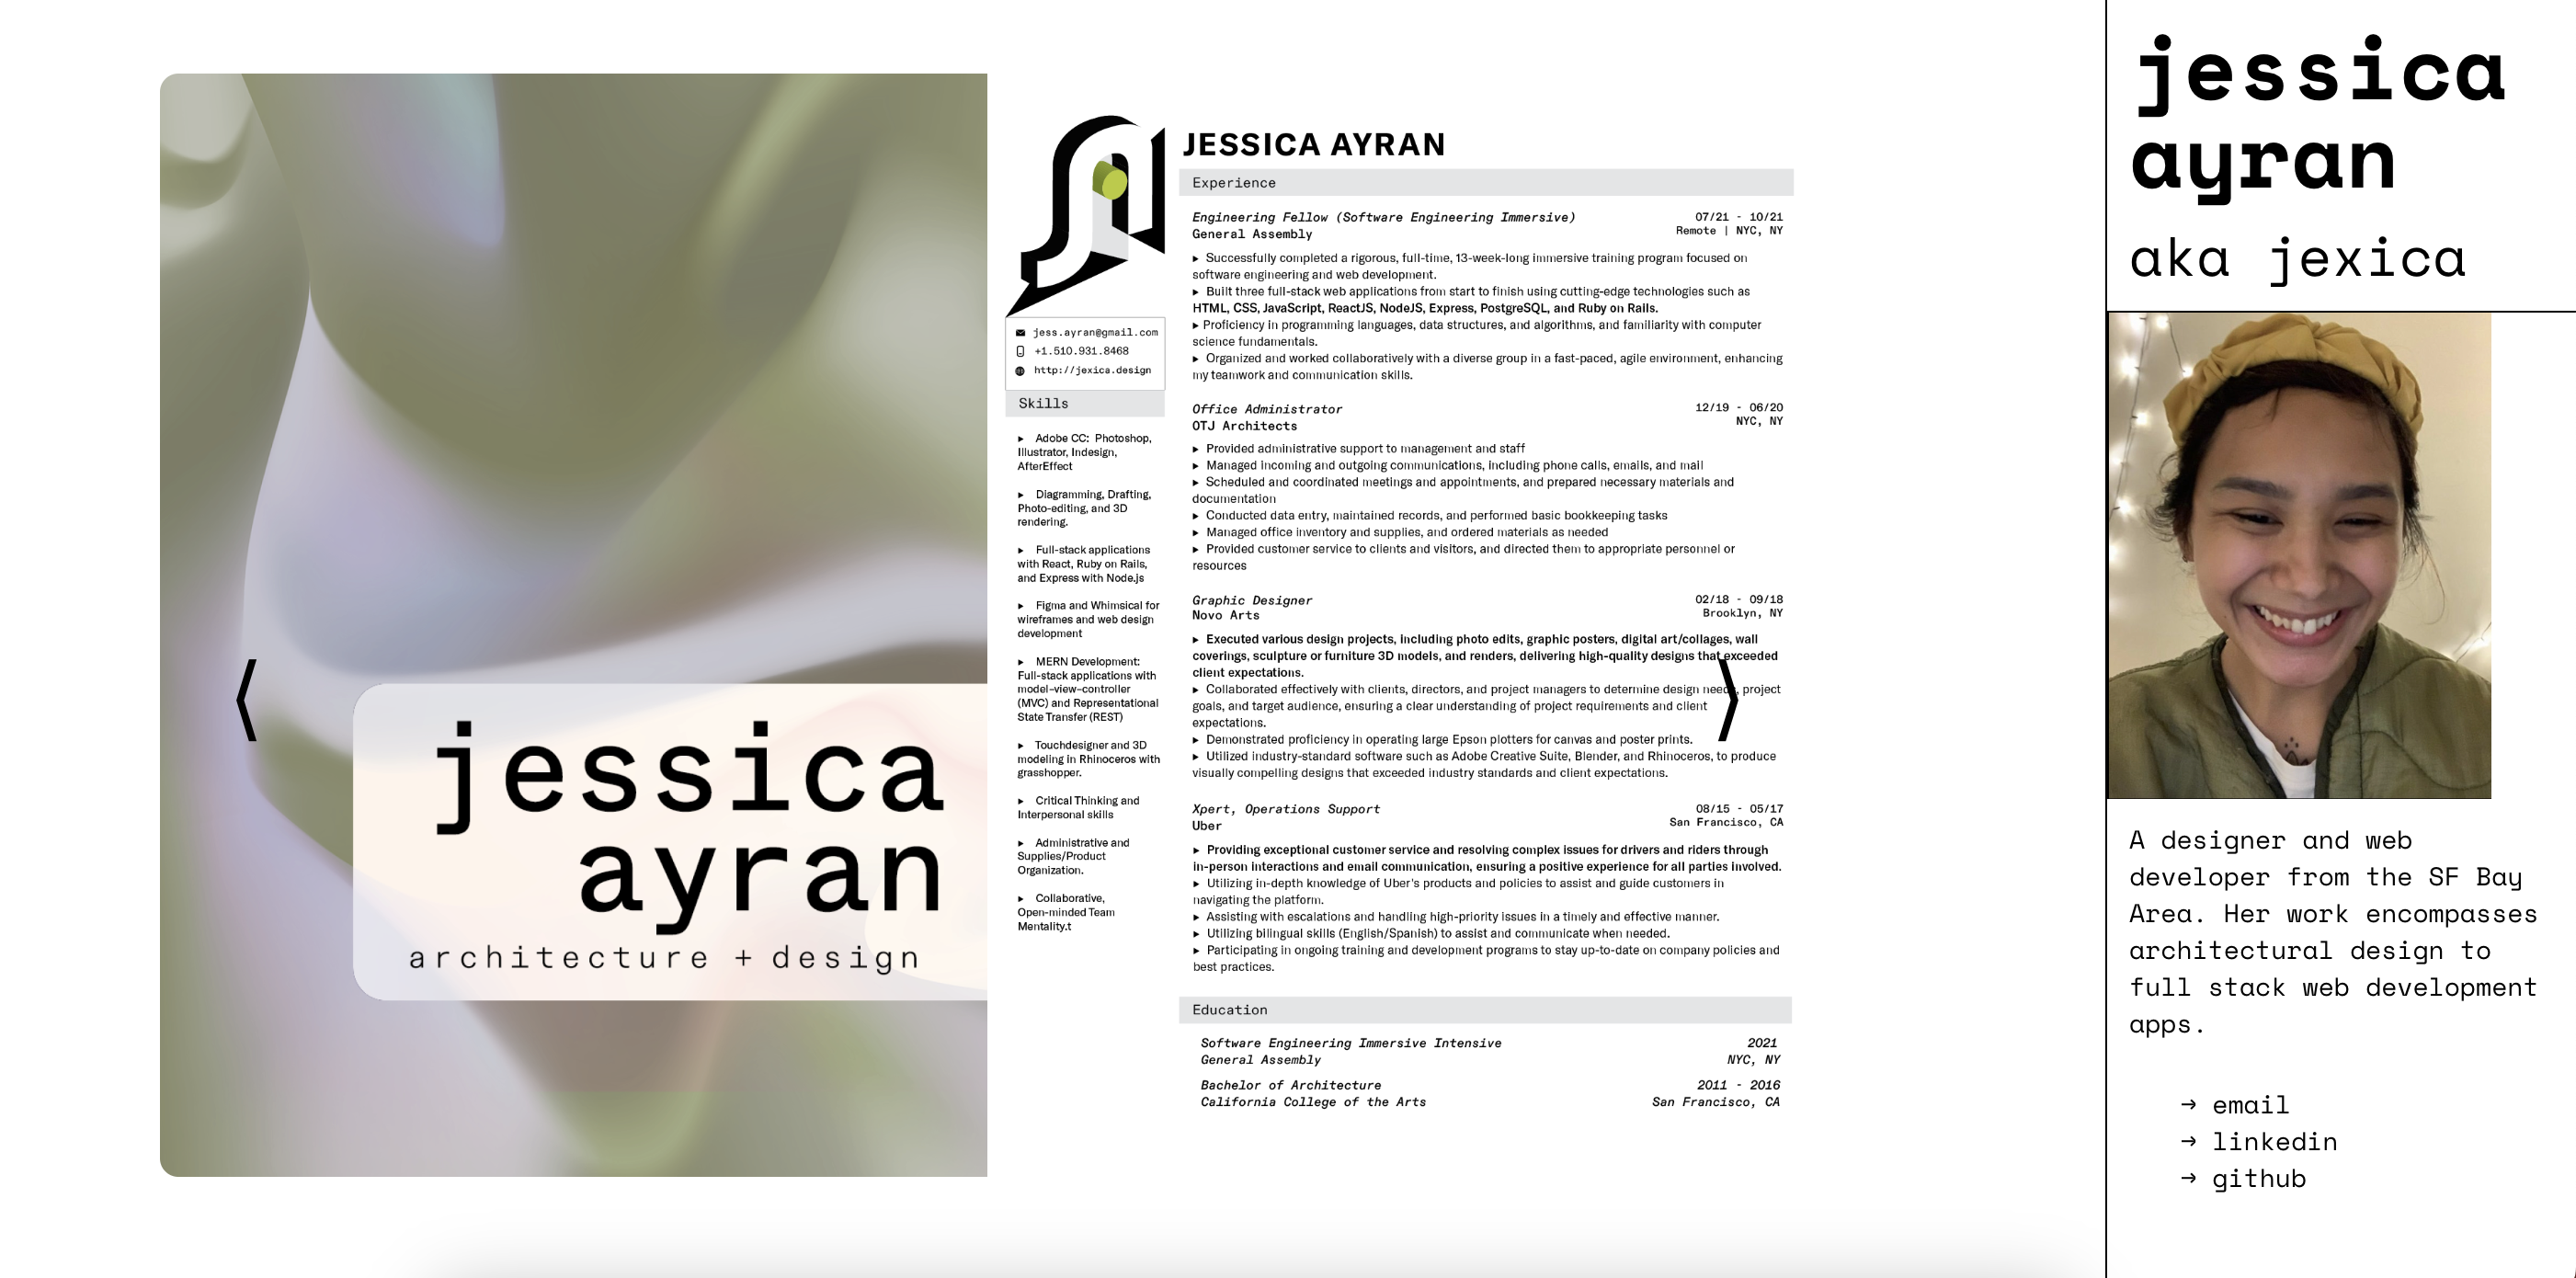 jessica
ayran
architecture + design
jess.ayran@gmail.com
+1.510.931.8468
http://jexica.design
Skills
▸ Adobe CC: Photoshop,
Illustrator, Indesign,
AfterEffect
▸ Diagramming, Drafting,
Photo-editing, and 3D
rendering.
▸ Full-stack applications
with React, Ruby on Rails,
and Express with Node.js
▸ Figma and Whimsical for
wireframes and web design
development
▸ MERN Development:
Full-stack applications with
model–view–controller
(MVC) and Representational
State Transfer (REST)
▸ Touchdesigner and 3D
modeling in Rhinoceros with
grasshopper.
▸ Critical Thinking and
Interpersonal skills
▸ Administrative and
Supplies/Product
Organization.
▸ Collaborative,
Open-minded Team
Mentality.t
JESSICA AYRAN
Experience
Engineering Fellow (Software Engineering Immersive) 07/21 - 10/21
General Assembly Remote | NYC, NY
▸ Successfully completed a rigorous, full-time, 13-week-long immersive training program focused on
software engineering and web development.
▸ Built three full-stack web applications from start to finish using cutting-edge technologies such as
HTML, CSS, JavaScript, ReactJS, NodeJS, Express, PostgreSQL, and Ruby on Rails.
▸ Proficiency in programming languages, data structures, and algorithms, and familiarity with computer
science fundamentals.
▸ Organized and worked collaboratively with a diverse group in a fast-paced, agile environment, enhancing
my teamwork and communication skills.
Office Administrator 12/19 - 06/20
OTJ Architects NYC, NY
▸ Provided administrative support to management and staff
▸ Managed incoming and outgoing communications, including phone calls, emails, and mail
▸ Scheduled and coordinated meetings and appointments, and prepared necessary materials and
documentation
▸ Conducted data entry, maintained records, and performed basic bookkeeping tasks
▸ Managed office inventory and supplies, and ordered materials as needed
▸ Provided customer service to clients and visitors, and directed them to appropriate personnel or
resources
Graphic Designer 02/18 - 09/18
Novo Arts Brooklyn, NY
▸ Executed various design projects, including photo edits, graphic posters, digital art/collages, wall
coverings, sculpture or furniture 3D models, and renders, delivering high-quality designs that exceeded
client expectations.
▸ Collaborated effectively with clients, directors, and project managers to determine design needs, project
goals, and target audience, ensuring a clear understanding of project requirements and client
expectations.
▸ Demonstrated proficiency in operating large Epson plotters for canvas and poster prints.
▸ Utilized industry-standard software such as Adobe Creative Suite, Blender, and Rhinoceros, to produce
visually compelling designs that exceeded industry standards and client expectations.
Xpert, Operations Support 08/15 - 05/17
Uber San Francisco, CA
▸ Providing exceptional customer service and resolving complex issues for drivers and riders through
in-person interactions and email communication, ensuring a positive experience for all parties involved.
▸ Utilizing in-depth knowledge of Uber's products and policies to assist and guide customers in
navigating the platform.
▸ Assisting with escalations and handling high-priority issues in a timely and effective manner.
▸ Utilizing bilingual skills (English/Spanish) to assist and communicate when needed.
▸ Participating in ongoing training and development programs to stay up-to-date on company policies and
best practices.
Education
Software Engineering Immersive Intensive 2021
General Assembly NYC, NY
Bachelor of Architecture 2011 - 2016
California College of the Arts San Francisco, CA
jessica
ayran
aka jexica
A designer and web
developer from the SF Bay
Area. Her work encompasses
architectural design to
full stack web development
apps.
→ email
→ linkedin
→ github